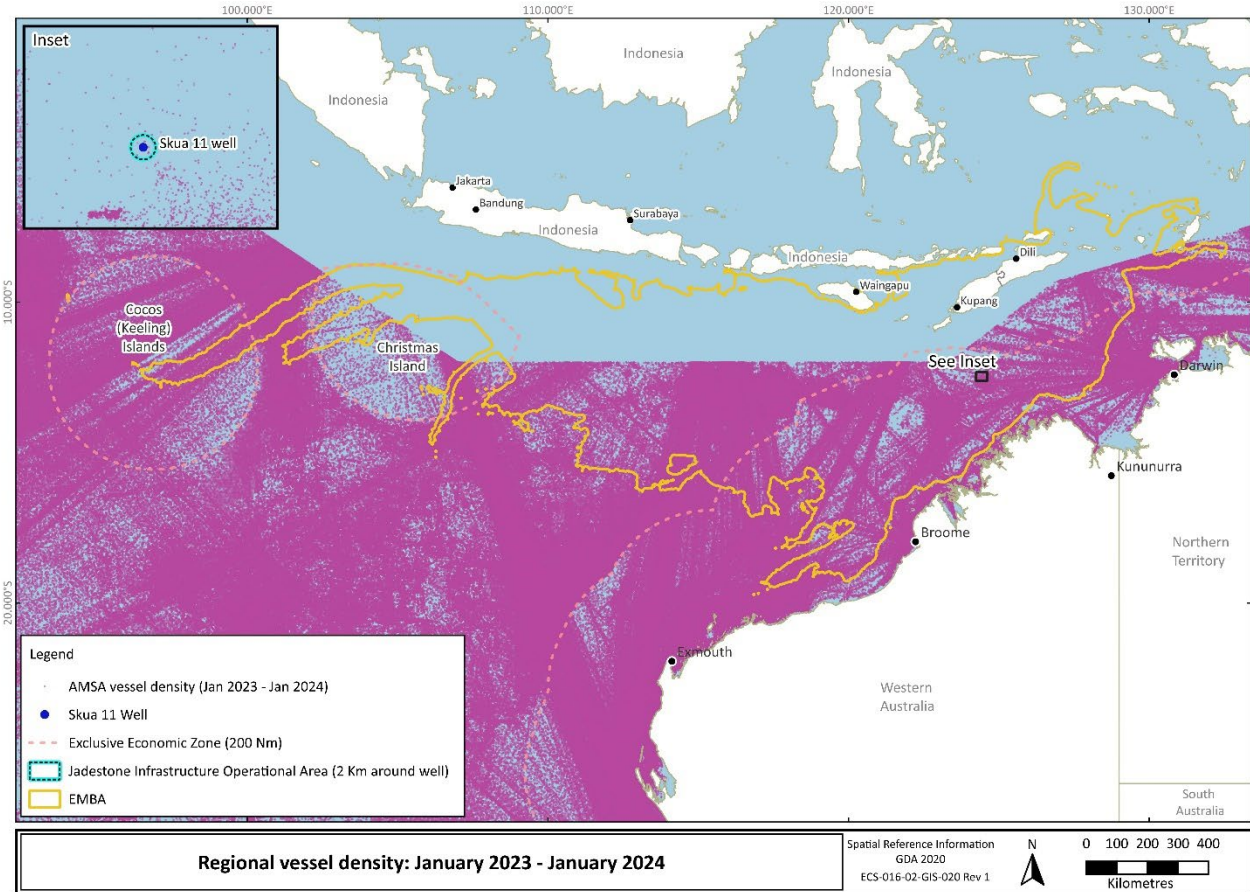 100.000°E
110.000°E
120.000°E
130.000°E
Inset
Skua 11 well
Indonesia
Indonesia
Indonesia
Jakarta
Bandung
Surabaya
Indonesia
Indonesia
Dili
Waingapu
Kupang
10.000°S
Cocos
(Keeling)
Islands
Christmas
Island
See Inset
Darwin
Kununurra
Broome
Northern
Territory
20.000°S
Exmouth
Western
Australia
South
Australia
Legend
AMSA vessel density (Jan 2023 - Jan 2024)
Skua 11 Well
Exclusive Economic Zone (200 Nm)
Jadestone Infrastructure Operational Area (2 Km around well)
EMBA
Regional vessel density: January 2023 - January 2024
Spatial Reference Information
GDA 2020
ECS-016-02-GIS-020 Rev 1
N
0 100 200 300 400
Kilometres